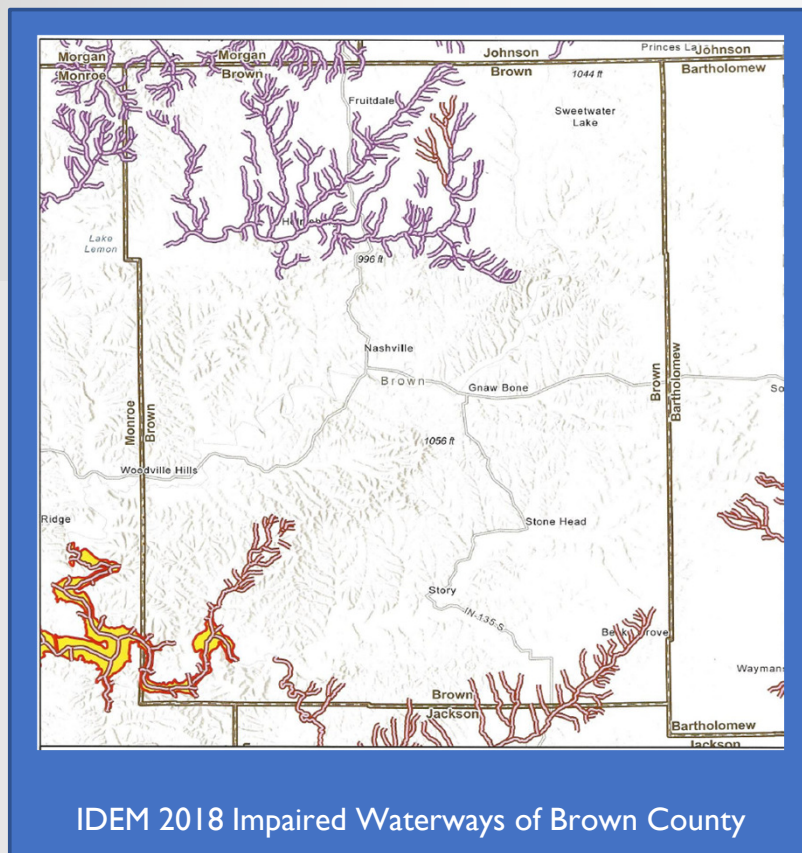 Morgan
Monroe
Morgan
Brown
Johnson
Brown
Princes La
Johnson
Bartholomew
1044 ft
Fruitdale
Sweetwater
Lake
Lake
Lemon
996 ft
Nashville
Brown
Gnaw Bone
Brown
Bartholomew
So
Monroe
Brown
1056 ft
Woodville Hills
Ridge
Stone Head
Story
IN-135-S
Grove
Waymans
Brown
Jackson
Bartholomew
Jackson
IDEM 2018 Impaired Waterways of Brown County